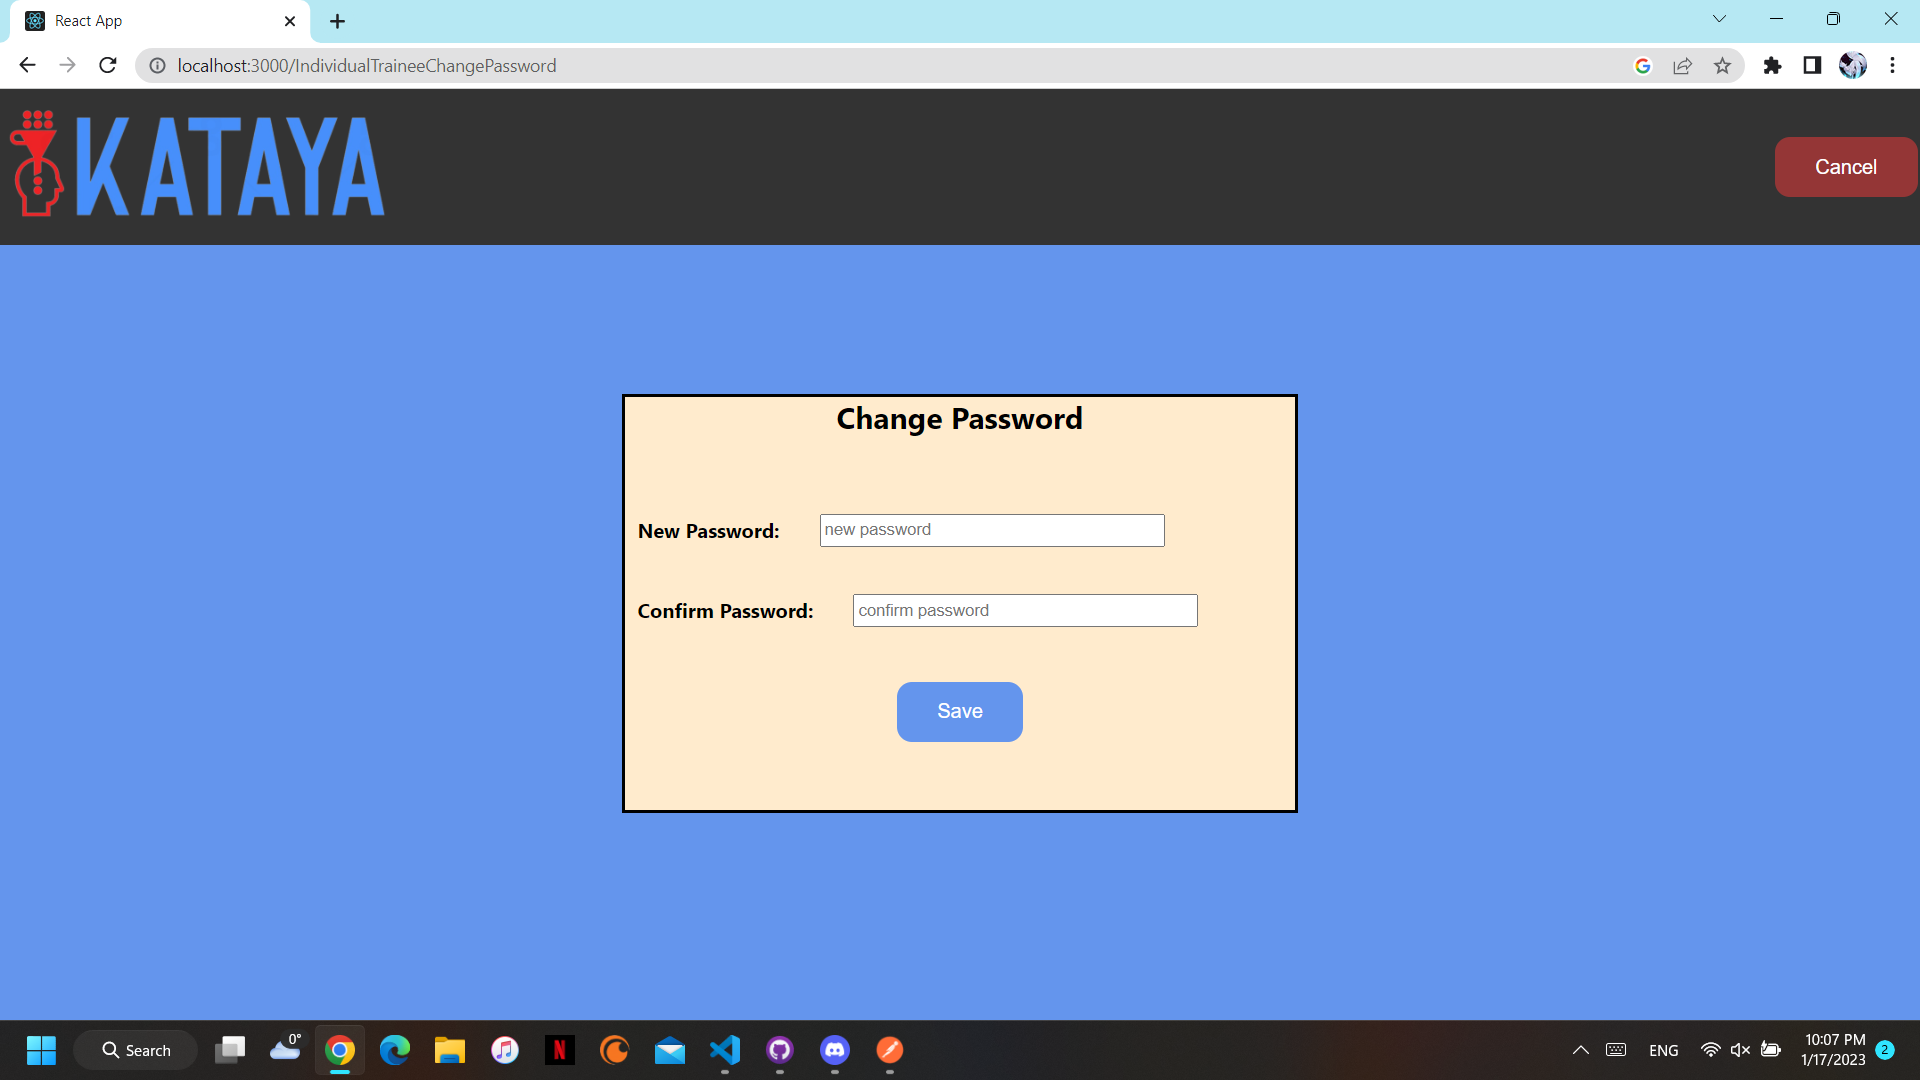 React App
localhost:3000/IndividualTraineeChangePassword
KATAYA
Cancel
Change Password
New Password: new password
Confirm Password: confirm password
Save
Search
0°
ENG
10:07 PM
1/17/2023
2